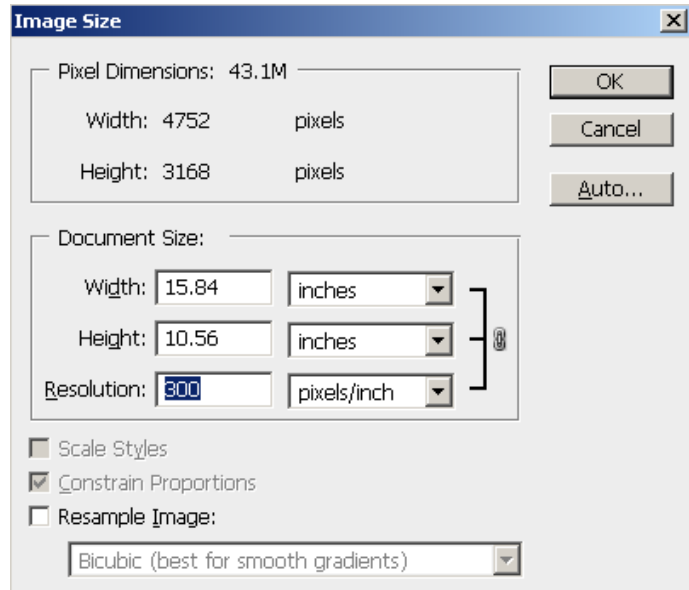 Image Size
Pixel Dimensions: 43.1M
OK
Width: 4752 pixels
Cancel
Height: 3168 pixels
Auto...
Document Size:
Width: 15.84 inches
Height: 10.56 inches
Resolution: 300 pixels/inch
Scale Styles
Constrain Proportions
Resample Image:
Bicubic (best for smooth gradients)